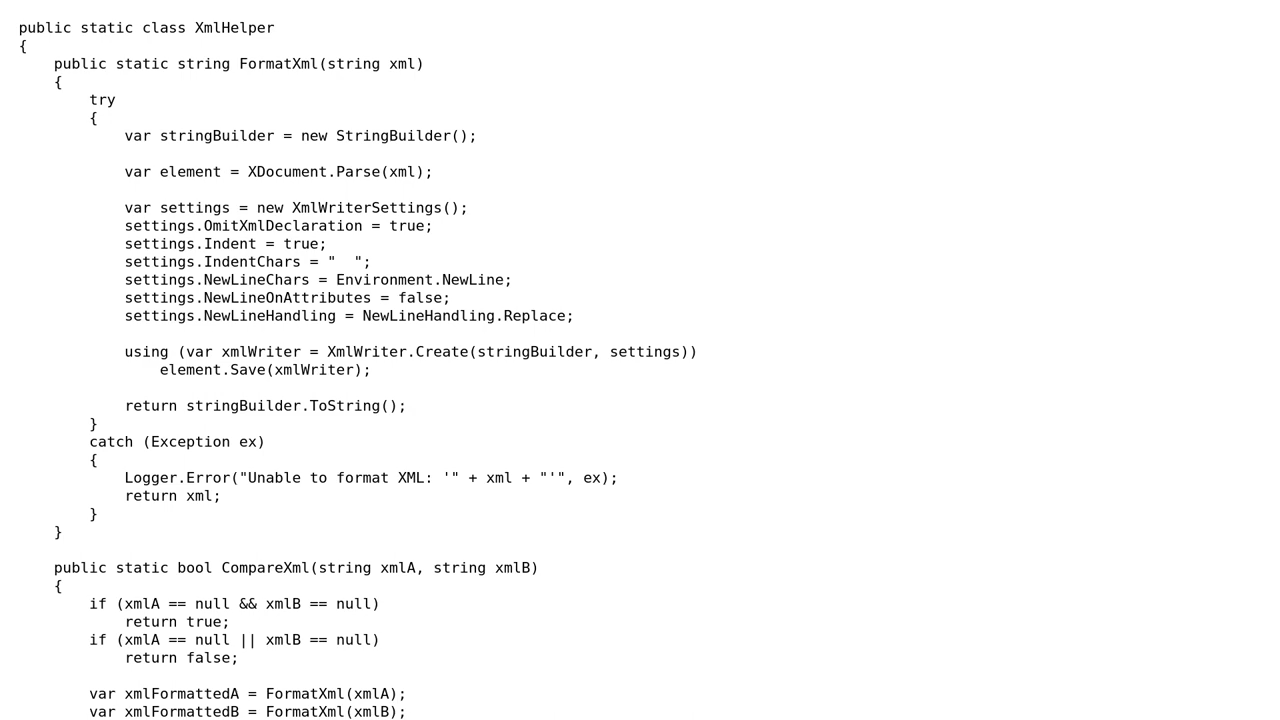 public static class XmlHelper
{
    public static string FormatXml(string xml)
    {
        try
        {
            var stringBuilder = new StringBuilder();

            var element = XDocument.Parse(xml);

            var settings = new XmlWriterSettings();
            settings.OmitXmlDeclaration = true;
            settings.Indent = true;
            settings.IndentChars = "  ";
            settings.NewLineChars = Environment.NewLine;
            settings.NewLineOnAttributes = false;
            settings.NewLineHandling = NewLineHandling.Replace;

            using (var xmlWriter = XmlWriter.Create(stringBuilder, settings))
                element.Save(xmlWriter);

            return stringBuilder.ToString();
        }
        catch (Exception ex)
        {
            Logger.Error("Unable to format XML: '" + xml + "'", ex);
            return xml;
        }
    }

    public static bool CompareXml(string xmlA, string xmlB)
    {
        if (xmlA == null && xmlB == null)
            return true;
        if (xmlA == null || xmlB == null)
            return false;

        var xmlFormattedA = FormatXml(xmlA);
        var xmlFormattedB = FormatXml(xmlB);